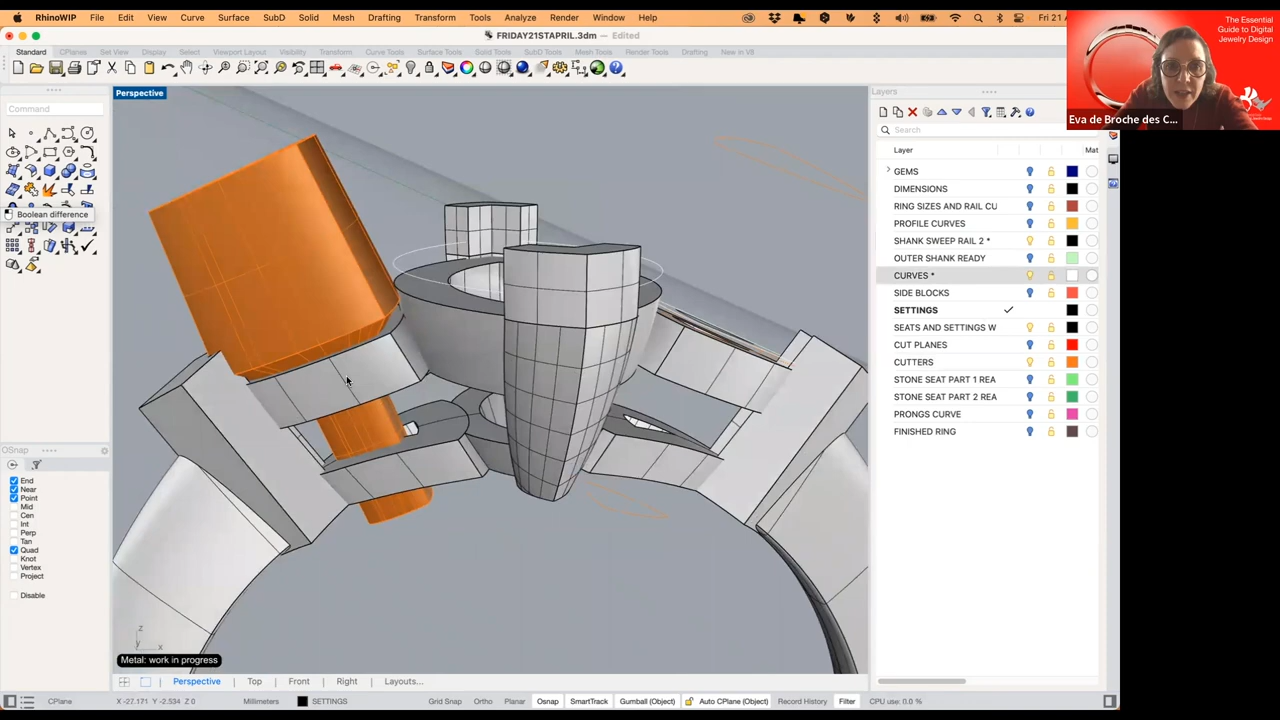 RhinoWIP File Edit View Curve Surface SubD Solid Mesh Drafting Transform Tools Analyze Render Window Help Fri 21
FRIDAY21STAPRIL.3dm — Edited
Standard CPlanes Set View Display Select Viewport Layout Visibility Transform Curve Tools Surface Tools Solid Tools SubD Tools Mesh Tools Render Tools Drafting New in V8
The Essential
Guide to Digital
Jewelry Design
Eva de Broche des C...
Command
Boolean difference
Perspective
Layers
Search
Layer Mat
GEMS
DIMENSIONS
RING SIZES AND RAIL CU
PROFILE CURVES
SHANK SWEEP RAIL 2 *
OUTER SHANK READY
CURVES *
SIDE BLOCKS
SETTINGS
SEATS AND SETTINGS W
CUT PLANES
CUTTERS
STONE SEAT PART 1 REA
STONE SEAT PART 2 REA
PRONGS CURVE
FINISHED RING
OSnap
End
Near
Point
Mid
Cen
Int
Perp
Tan
Quad
Knot
Vertex
Project
Disable
z
y x
Metal: work in progress
Perspective Top Front Right Layouts...
CPlane X -27.171 Y -2.534 Z 0 Millimeters SETTINGS Grid Snap Ortho Planar Osnap SmartTrack Gumball (Object) Auto CPlane (Object) Record History Filter CPU use: 0.0 %